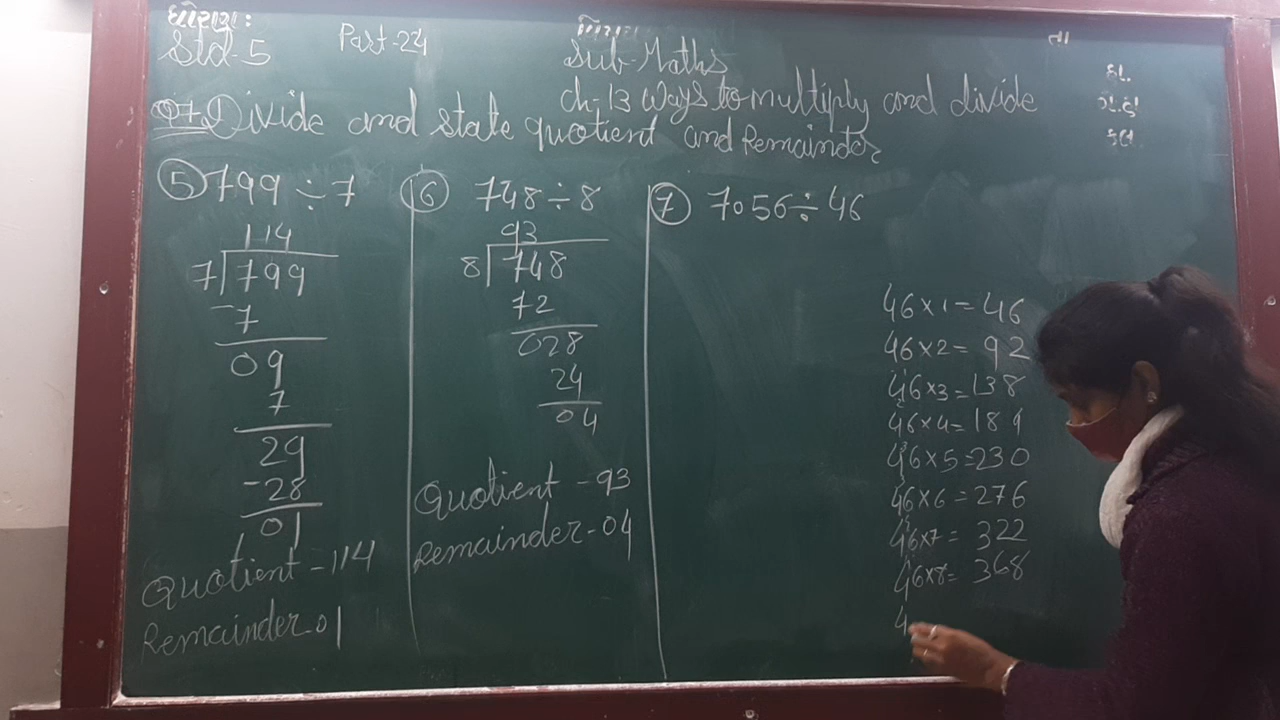 ધોરણ:
Std-5
Part-24
Sub-Maths
Ch-13 Ways to multiply and divide
તા
Q7. Divide and state quotient and Remainder
5 799 ÷ 7
114
7 799
-7
09
7
29
-28
01
Quotient - 114
Remainder-01
6 748 ÷ 8
93
8 748
72
028
24
04
Quotient - 93
Remainder-04
7 7056 ÷ 46
46×1=46
46×2=92
46×3=138
46×4=184
46×5=230
46×6=276
46×7=322
46×8=368
4